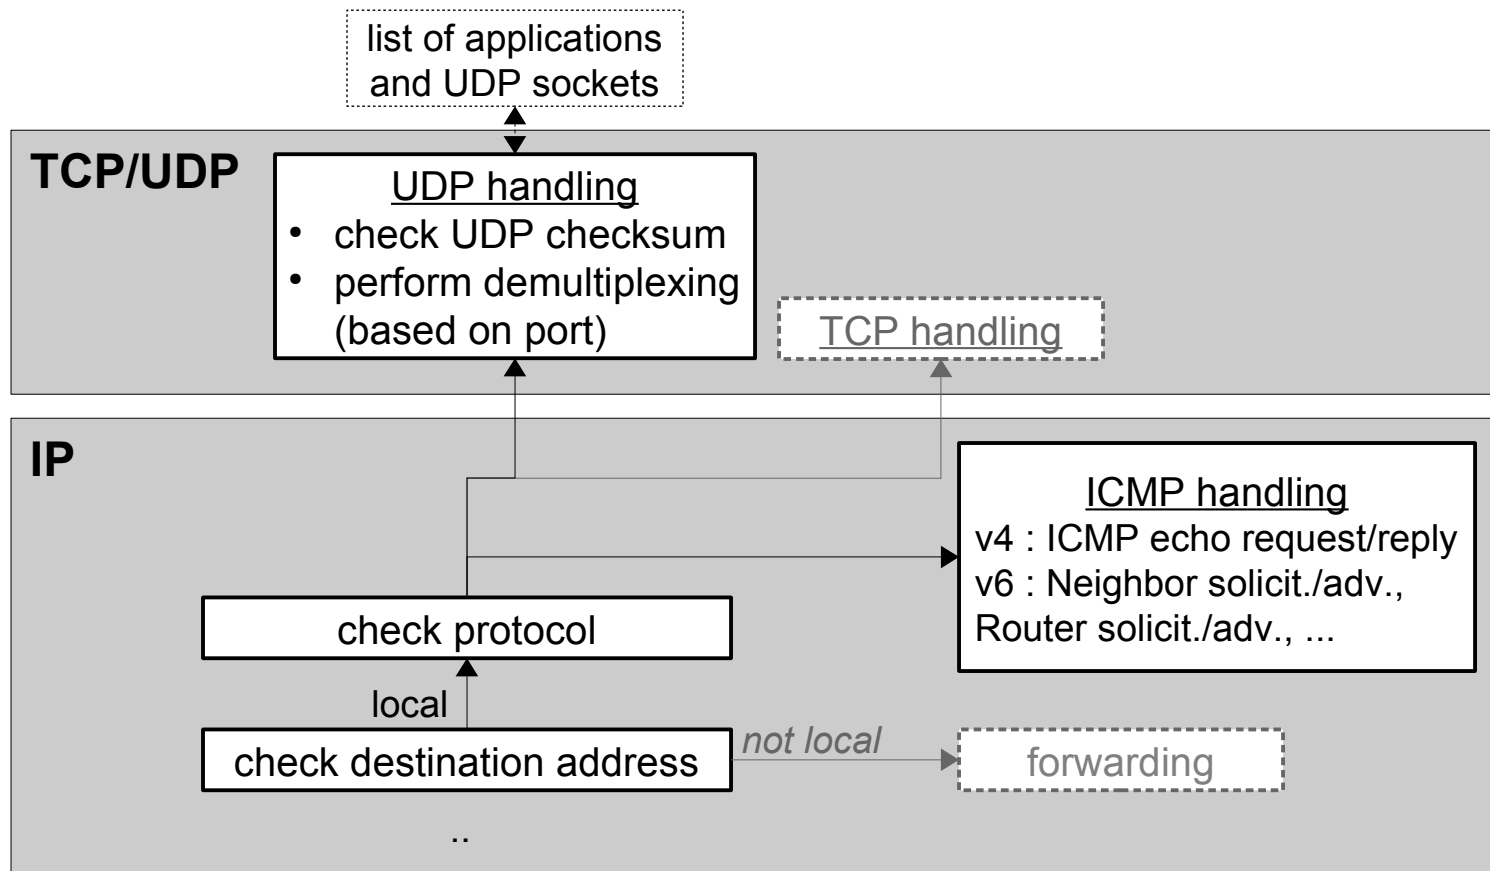 list of applications
and UDP sockets
TCP/UDP
UDP handling
• check UDP checksum
• perform demultiplexing
(based on port)
TCP handling
IP
ICMP handling
v4 : ICMP echo request/reply
v6 : Neighbor solicit./adv.,
Router solicit./adv., ...
check protocol
local
check destination address
not local
forwarding
..